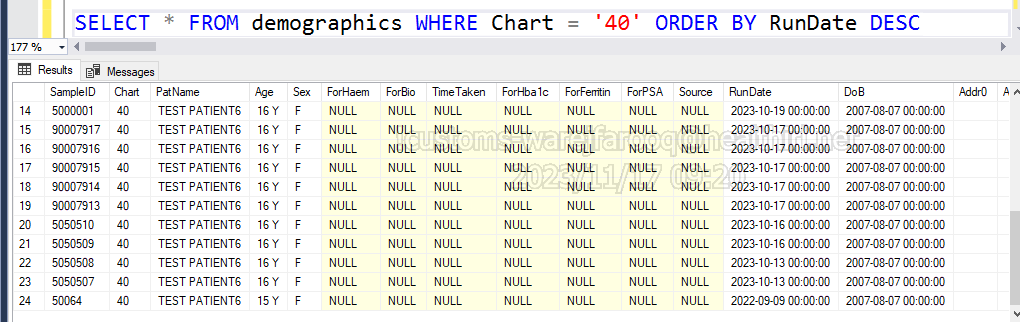 SELECT * FROM demographics WHERE Chart = '40' ORDER BY RunDate DESC
177 %
Results Messages
SampleID Chart PatName Age Sex ForHaem ForBio TimeTaken ForHba1c ForFerritin ForPSA Source RunDate DoB Addr0 A
14 5000001 40 TEST PATIENT6 16 Y F NULL NULL NULL NULL NULL NULL NULL 2023-10-19 00:00:00 2007-08-07 00:00:00
15 90007917 40 TEST PATIENT6 16 Y F NULL NULL NULL NULL NULL NULL NULL 2023-10-17 00:00:00 2007-08-07 00:00:00
16 90007916 40 TEST PATIENT6 16 Y F NULL NULL NULL NULL NULL NULL NULL 2023-10-17 00:00:00 2007-08-07 00:00:00
17 90007915 40 TEST PATIENT6 16 Y F NULL NULL NULL NULL NULL NULL NULL 2023-10-17 00:00:00 2007-08-07 00:00:00
18 90007914 40 TEST PATIENT6 16 Y F NULL NULL NULL NULL NULL NULL NULL 2023-10-17 00:00:00 2007-08-07 00:00:00
2023/11/17 09:20
19 90007913 40 TEST PATIENT6 16 Y F NULL NULL NULL NULL NULL NULL NULL 2023-10-17 00:00:00 2007-08-07 00:00:00
20 5050510 40 TEST PATIENT6 16 Y F NULL NULL NULL NULL NULL NULL NULL 2023-10-16 00:00:00 2007-08-07 00:00:00
21 5050509 40 TEST PATIENT6 16 Y F NULL NULL NULL NULL NULL NULL NULL 2023-10-16 00:00:00 2007-08-07 00:00:00
22 5050508 40 TEST PATIENT6 16 Y F NULL NULL NULL NULL NULL NULL NULL 2023-10-13 00:00:00 2007-08-07 00:00:00
23 5050507 40 TEST PATIENT6 16 Y F NULL NULL NULL NULL NULL NULL NULL 2023-10-13 00:00:00 2007-08-07 00:00:00
24 50064 40 TEST PATIENT6 15 Y F NULL NULL NULL NULL NULL NULL NULL 2022-09-09 00:00:00 2007-08-07 00:00:00